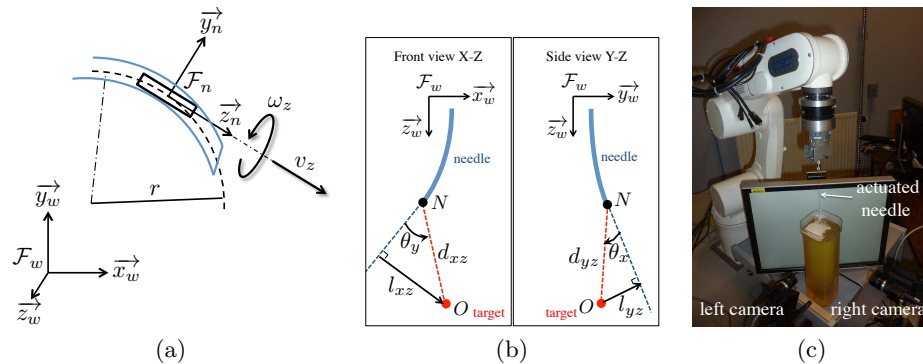 y_n
F_n
z_n
ω_z
v_z
r
y_w
F_w
x_w
z_w
(a)
Front view X-Z
F_w
x_w
z_w
needle
N
θ_y
d_xz
l_xz
O target
Side view Y-Z
F_w
y_w
z_w
needle
N
θ_x
d_yz
l_yz
target O
(b)
actuated
needle
left camera
right camera
(c)